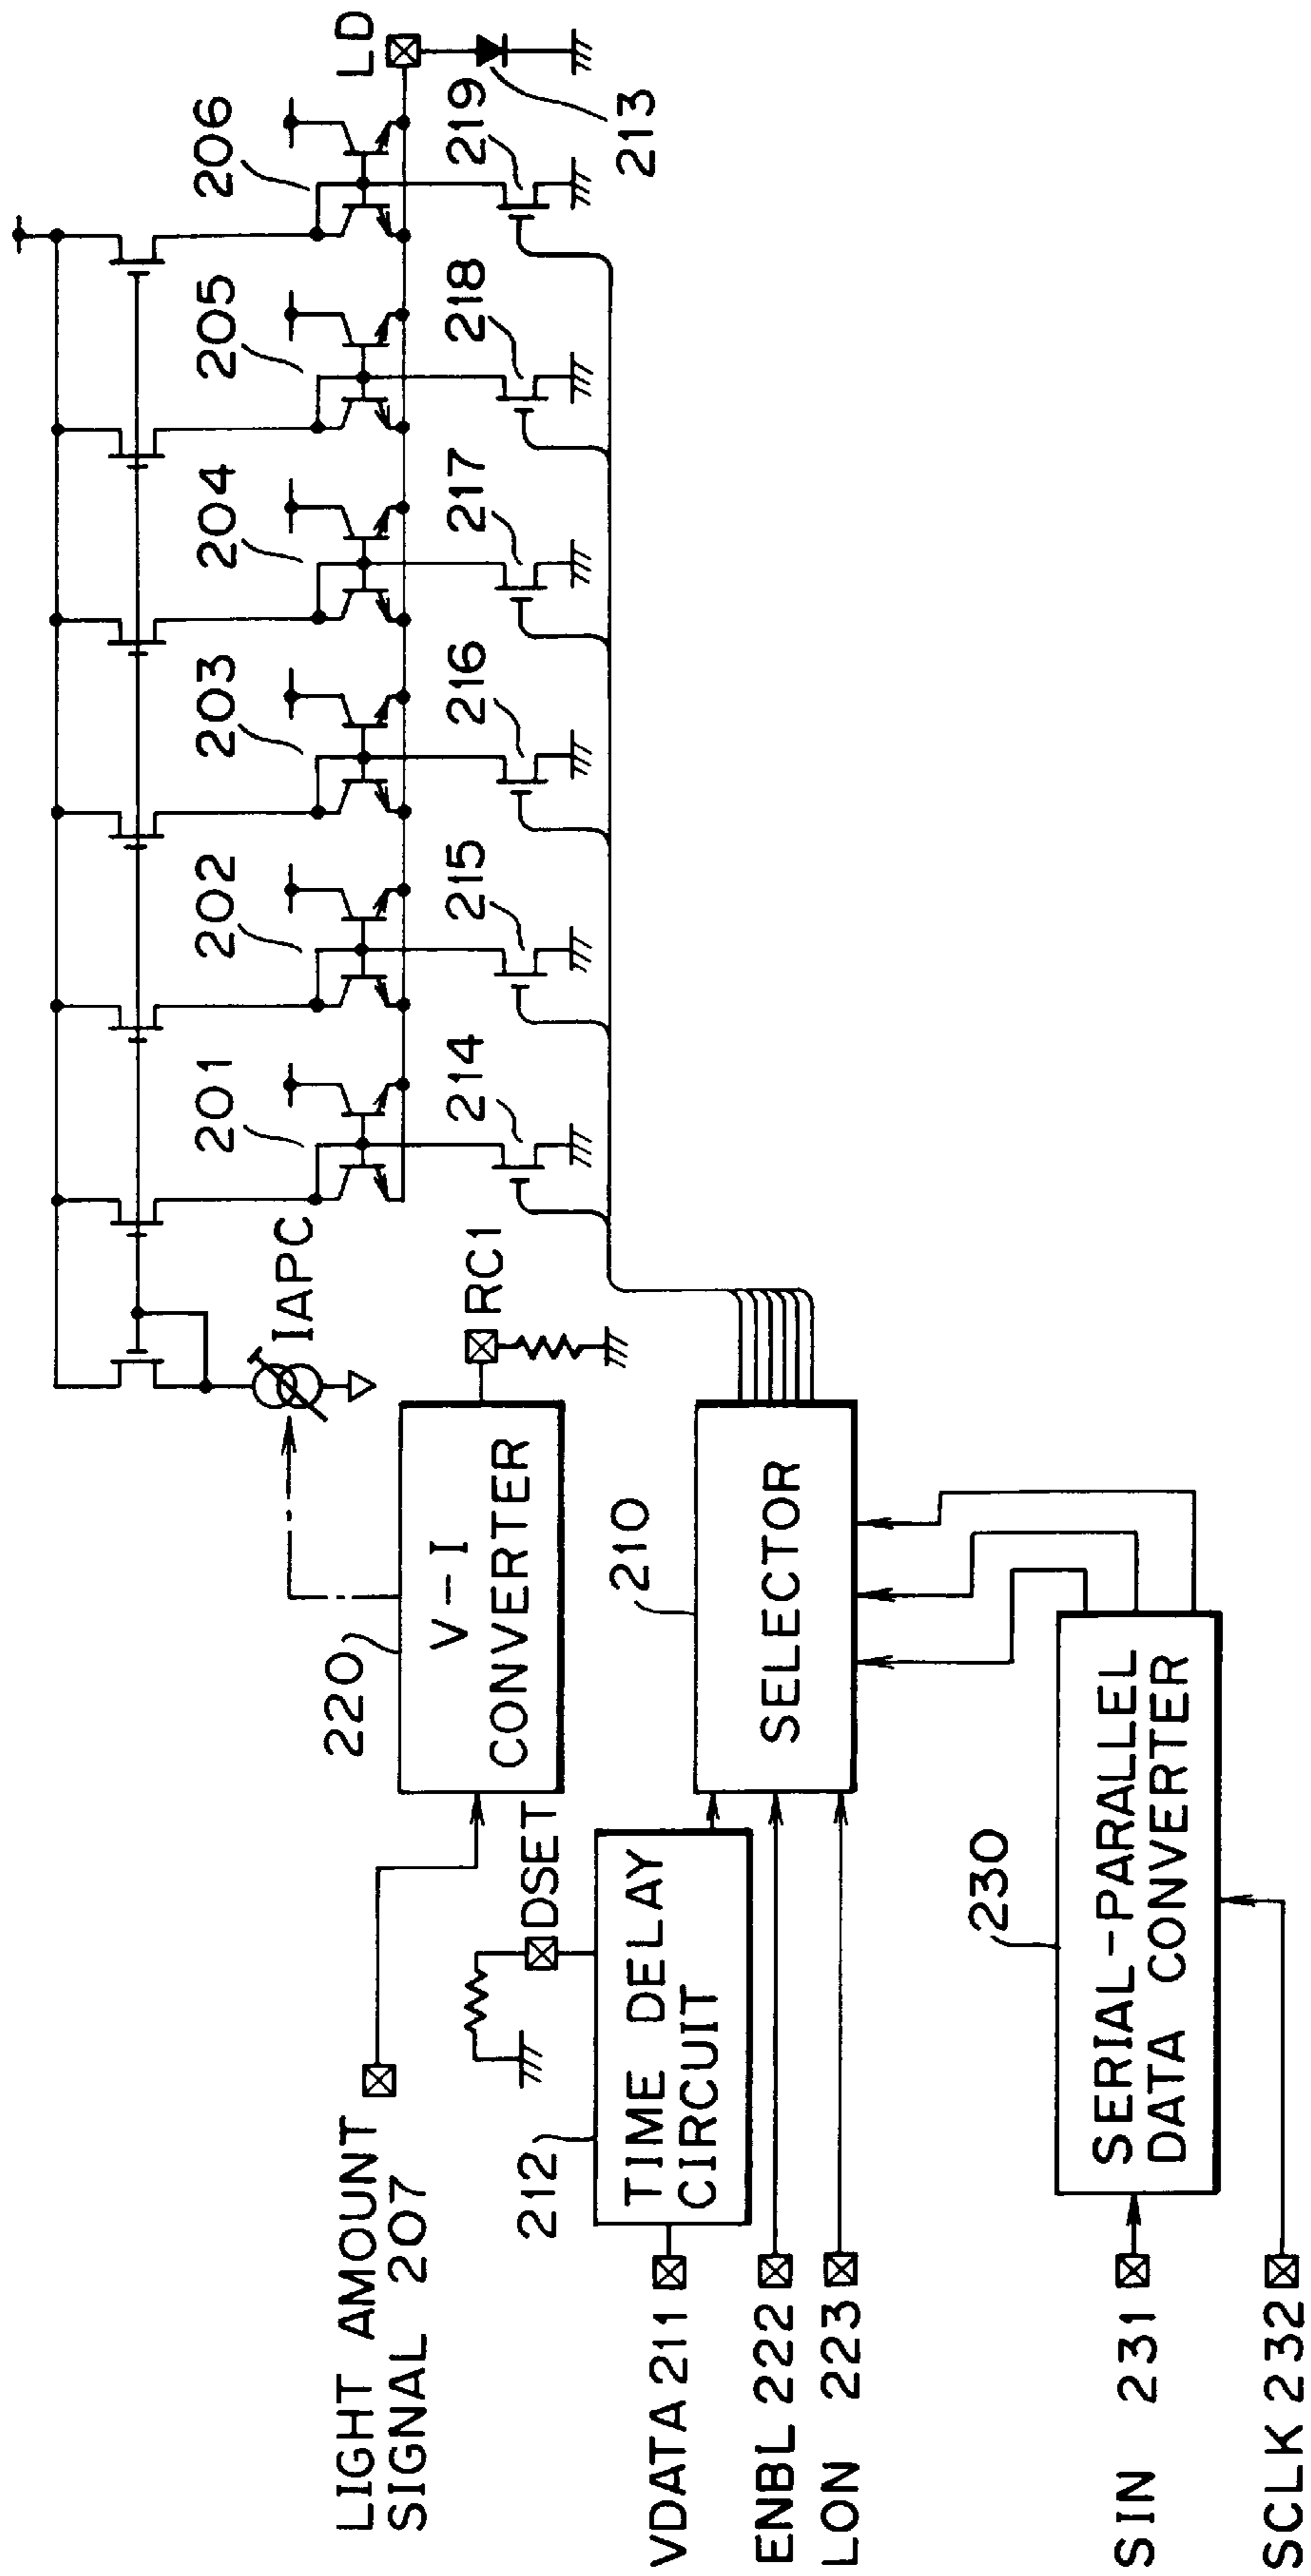 LIGHT AMOUNT
SIGNAL 207
VDATA 211
ENBL 222
LON 223
SIN 231
SCLK 232
212
TIME DELAY
CIRCUIT
DSET
220
V-I
CONVERTER
IAPC
RC1
210
SELECTOR
230
SERIAL-PARALLEL
DATA CONVERTER
201
202
203
204
205
206
214
215
216
217
218
219
LD
213